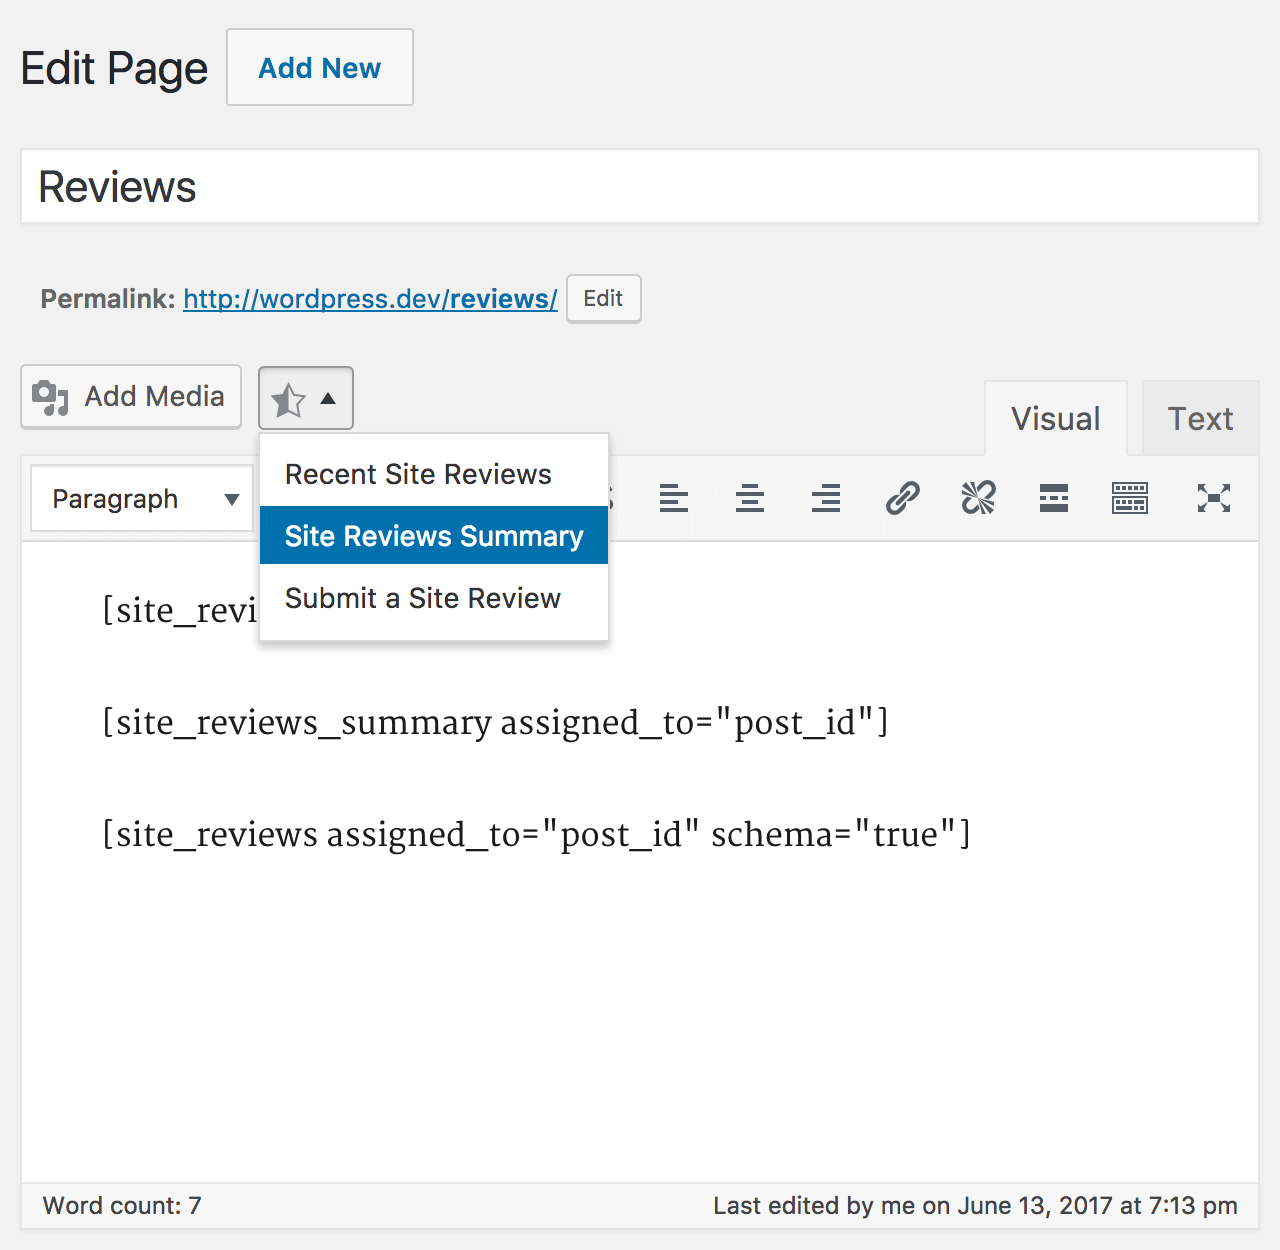 Edit Page Add New
Reviews
Permalink: http://wordpress.dev/reviews/ Edit
Add Media
Visual Text
Paragraph
Recent Site Reviews
Site Reviews Summary
Submit a Site Review
[site_revi
[site_reviews_summary assigned_to="post_id"]
[site_reviews assigned_to="post_id" schema="true"]
Word count: 7 Last edited by me on June 13, 2017 at 7:13 pm